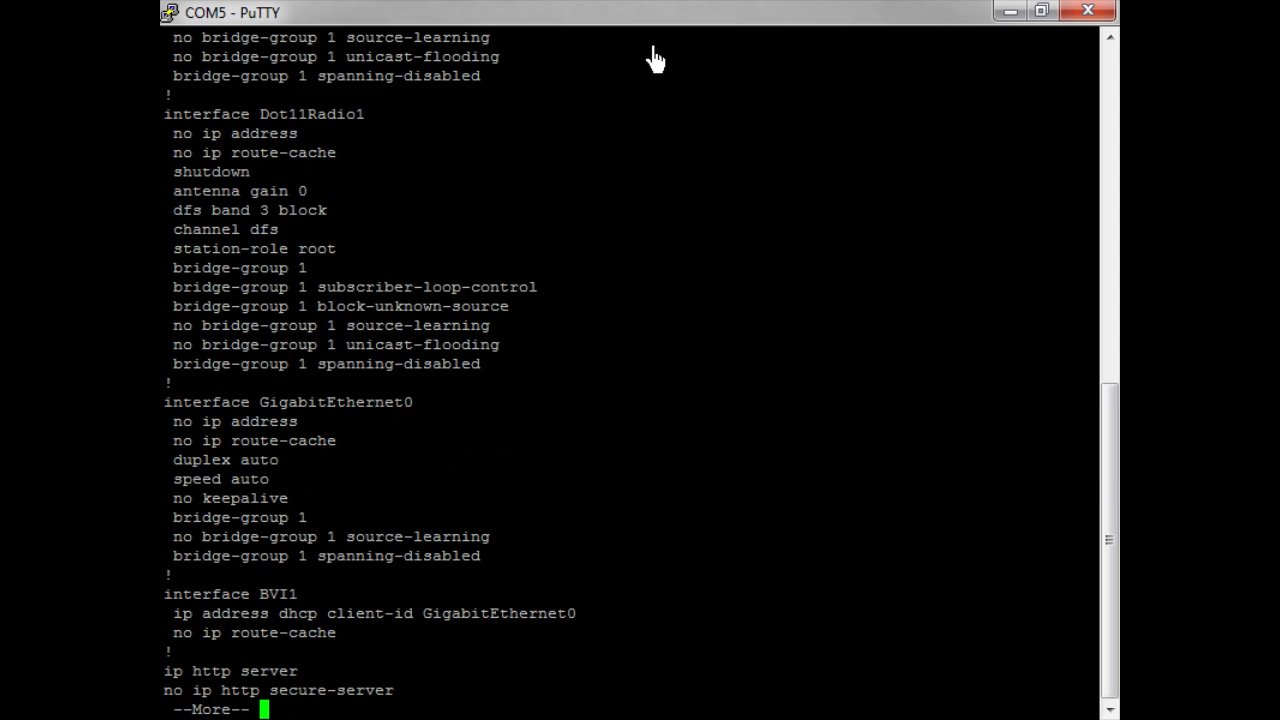 COM5 - PuTTY
no bridge-group 1 source-learning
no bridge-group 1 unicast-flooding
bridge-group 1 spanning-disabled
!
interface Dot11Radio1
no ip address
no ip route-cache
shutdown
antenna gain 0
dfs band 3 block
channel dfs
station-role root
bridge-group 1
bridge-group 1 subscriber-loop-control
bridge-group 1 block-unknown-source
no bridge-group 1 source-learning
no bridge-group 1 unicast-flooding
bridge-group 1 spanning-disabled
!
interface GigabitEthernet0
no ip address
no ip route-cache
duplex auto
speed auto
no keepalive
bridge-group 1
no bridge-group 1 source-learning
bridge-group 1 spanning-disabled
!
interface BVI1
ip address dhcp client-id GigabitEthernet0
no ip route-cache
!
ip http server
no ip http secure-server
--More--